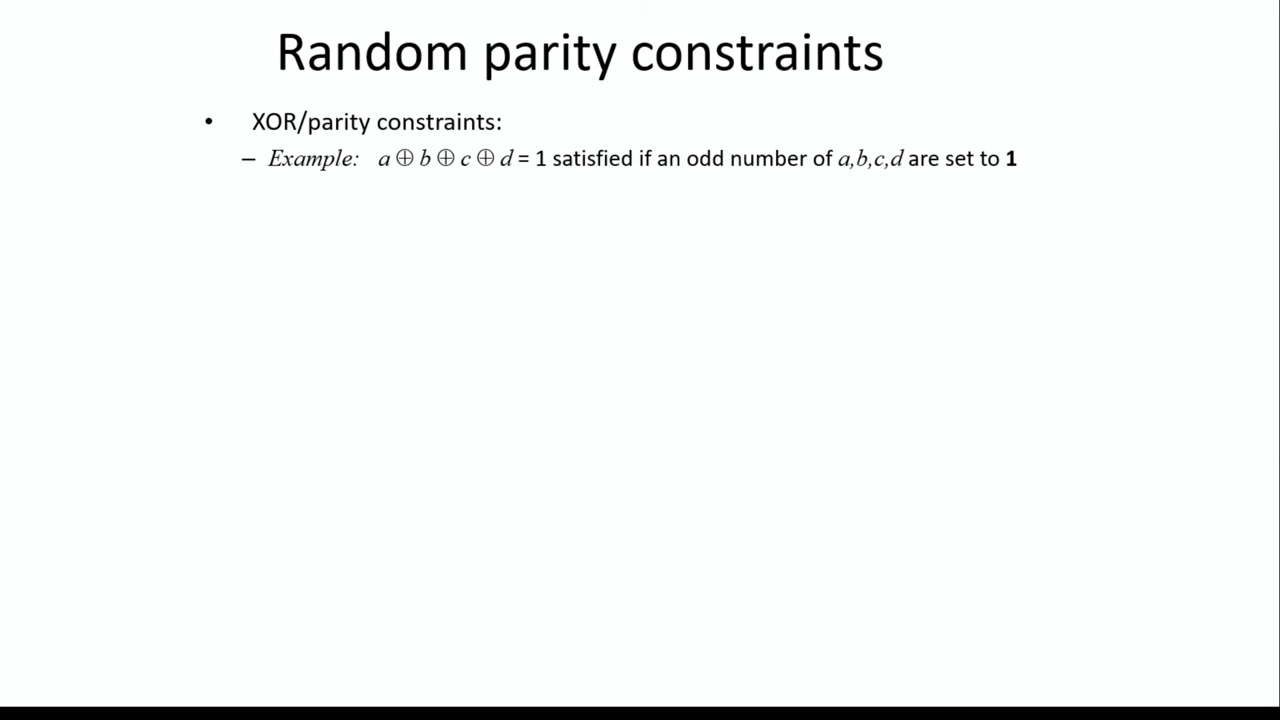 Random parity constraints
• XOR/parity constraints:
– Example: a ⊕ b ⊕ c ⊕ d = 1 satisfied if an odd number of a,b,c,d are set to 1